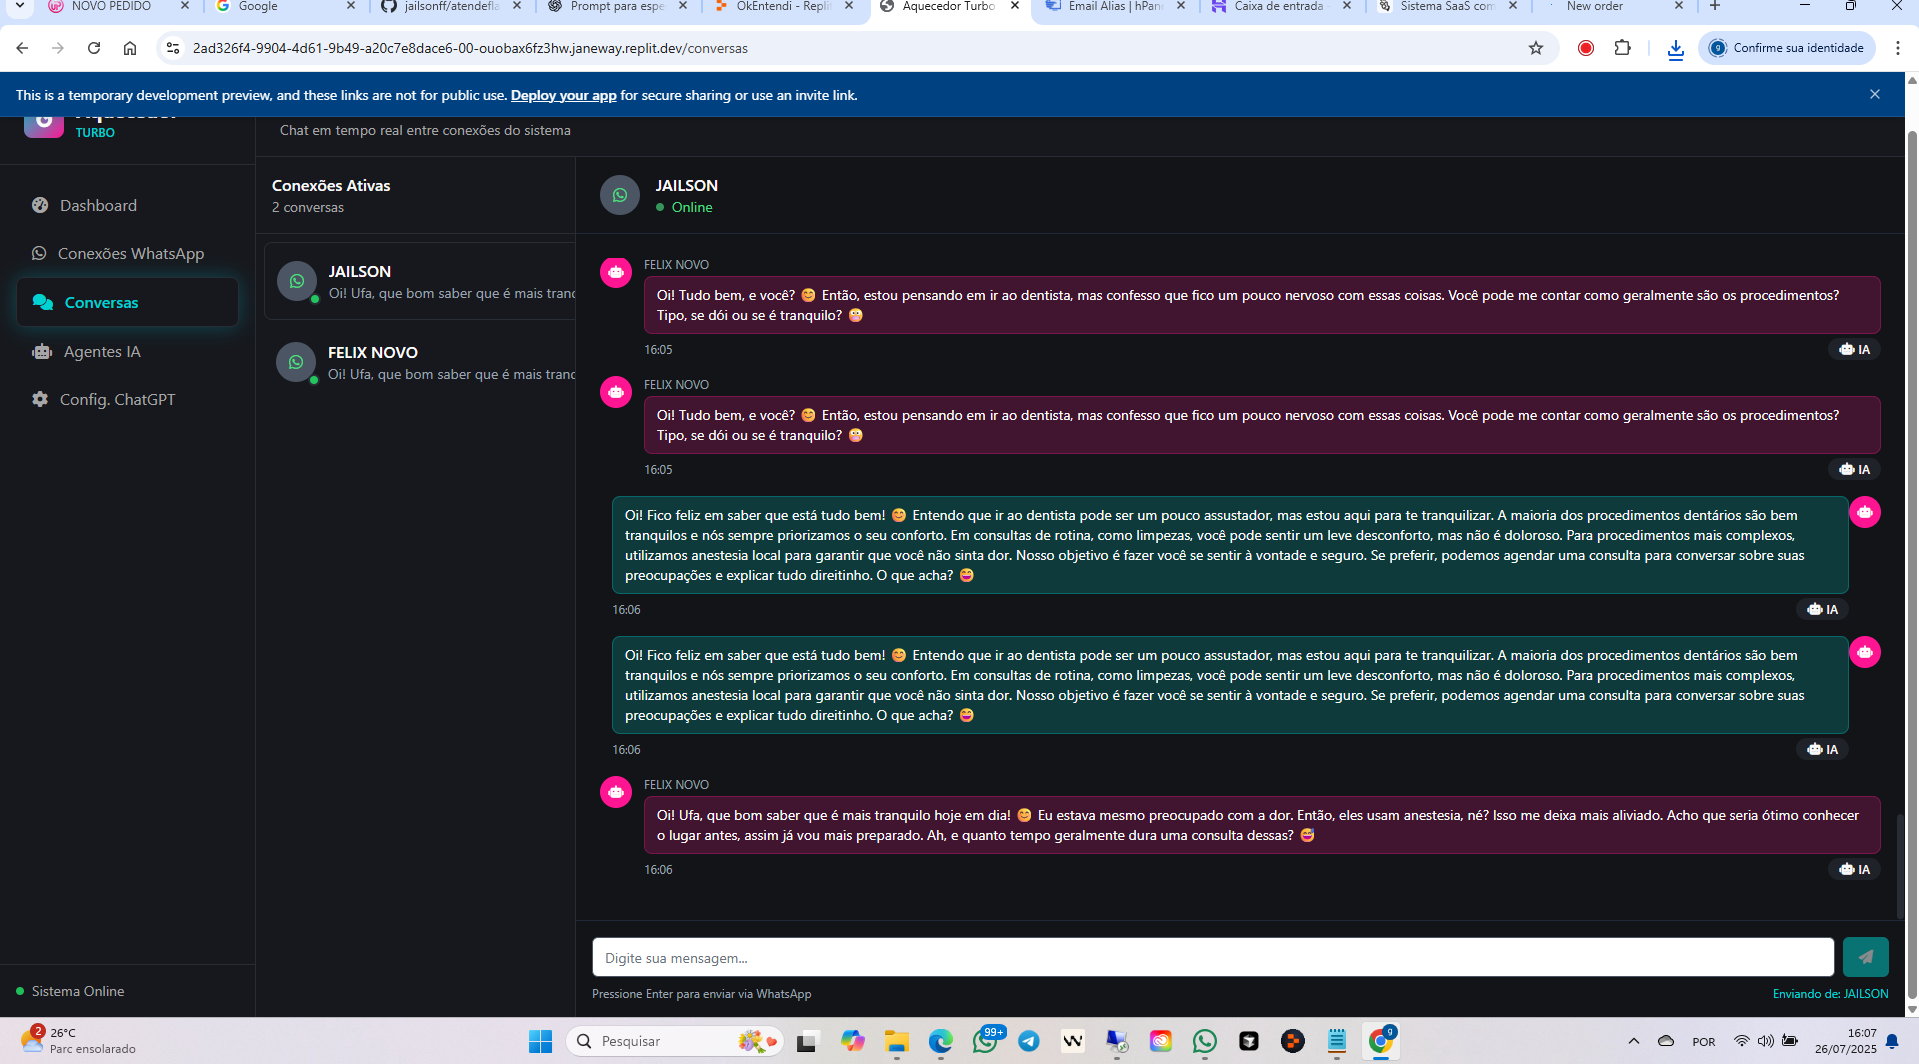 NOVO PEDIDO
Google
jailsonff/atendefla
Prompt para espe
OkEntendi - Replit
Aquecedor Turbo
Email Alias | hPan
Caixa de entrada
Sistema SaaS com
New order
2ad326f4-9904-4d61-9b49-a20c7e8dace6-00-ouobax6fz3hw.janeway.replit.dev/conversas
Confirme sua identidade
This is a temporary development preview, and these links are not for public use. Deploy your app for secure sharing or use an invite link.
TURBO
Chat em tempo real entre conexões do sistema
Dashboard
Conexões WhatsApp
Conversas
Agentes IA
Config. ChatGPT
Sistema Online
Conexões Ativas
2 conversas
JAILSON
Oi! Ufa, que bom saber que é mais tranq
FELIX NOVO
Oi! Ufa, que bom saber que é mais tranq
JAILSON
Online
FELIX NOVO
Oi! Tudo bem, e você? 😊 Então, estou pensando em ir ao dentista, mas confesso que fico um pouco nervoso com essas coisas. Você pode me contar como geralmente são os procedimentos?
Tipo, se dói ou se é tranquilo? 😬
16:05
IA
FELIX NOVO
Oi! Tudo bem, e você? 😊 Então, estou pensando em ir ao dentista, mas confesso que fico um pouco nervoso com essas coisas. Você pode me contar como geralmente são os procedimentos?
Tipo, se dói ou se é tranquilo? 😬
16:05
IA
Oi! Fico feliz em saber que está tudo bem! 😊 Entendo que ir ao dentista pode ser um pouco assustador, mas estou aqui para te tranquilizar. A maioria dos procedimentos dentários são bem
tranquilos e nós sempre priorizamos o seu conforto. Em consultas de rotina, como limpezas, você pode sentir um leve desconforto, mas não é doloroso. Para procedimentos mais complexos,
utilizamos anestesia local para garantir que você não sinta dor. Nosso objetivo é fazer você se sentir à vontade e seguro. Se preferir, podemos agendar uma consulta para conversar sobre suas
preocupações e explicar tudo direitinho. O que acha? 😄
16:06
IA
Oi! Fico feliz em saber que está tudo bem! 😊 Entendo que ir ao dentista pode ser um pouco assustador, mas estou aqui para te tranquilizar. A maioria dos procedimentos dentários são bem
tranquilos e nós sempre priorizamos o seu conforto. Em consultas de rotina, como limpezas, você pode sentir um leve desconforto, mas não é doloroso. Para procedimentos mais complexos,
utilizamos anestesia local para garantir que você não sinta dor. Nosso objetivo é fazer você se sentir à vontade e seguro. Se preferir, podemos agendar uma consulta para conversar sobre suas
preocupações e explicar tudo direitinho. O que acha? 😄
16:06
IA
FELIX NOVO
Oi! Ufa, que bom saber que é mais tranquilo hoje em dia! 😊 Eu estava mesmo preocupado com a dor. Então, eles usam anestesia, né? Isso me deixa mais aliviado. Acho que seria ótimo conhecer
o lugar antes, assim já vou mais preparado. Ah, e quanto tempo geralmente dura uma consulta dessas? 😅
16:06
IA
Digite sua mensagem...
Pressione Enter para enviar via WhatsApp
Enviando de: JAILSON
2
26°C
Parc ensolarado
Pesquisar
99+
POR
16:07
26/07/2025